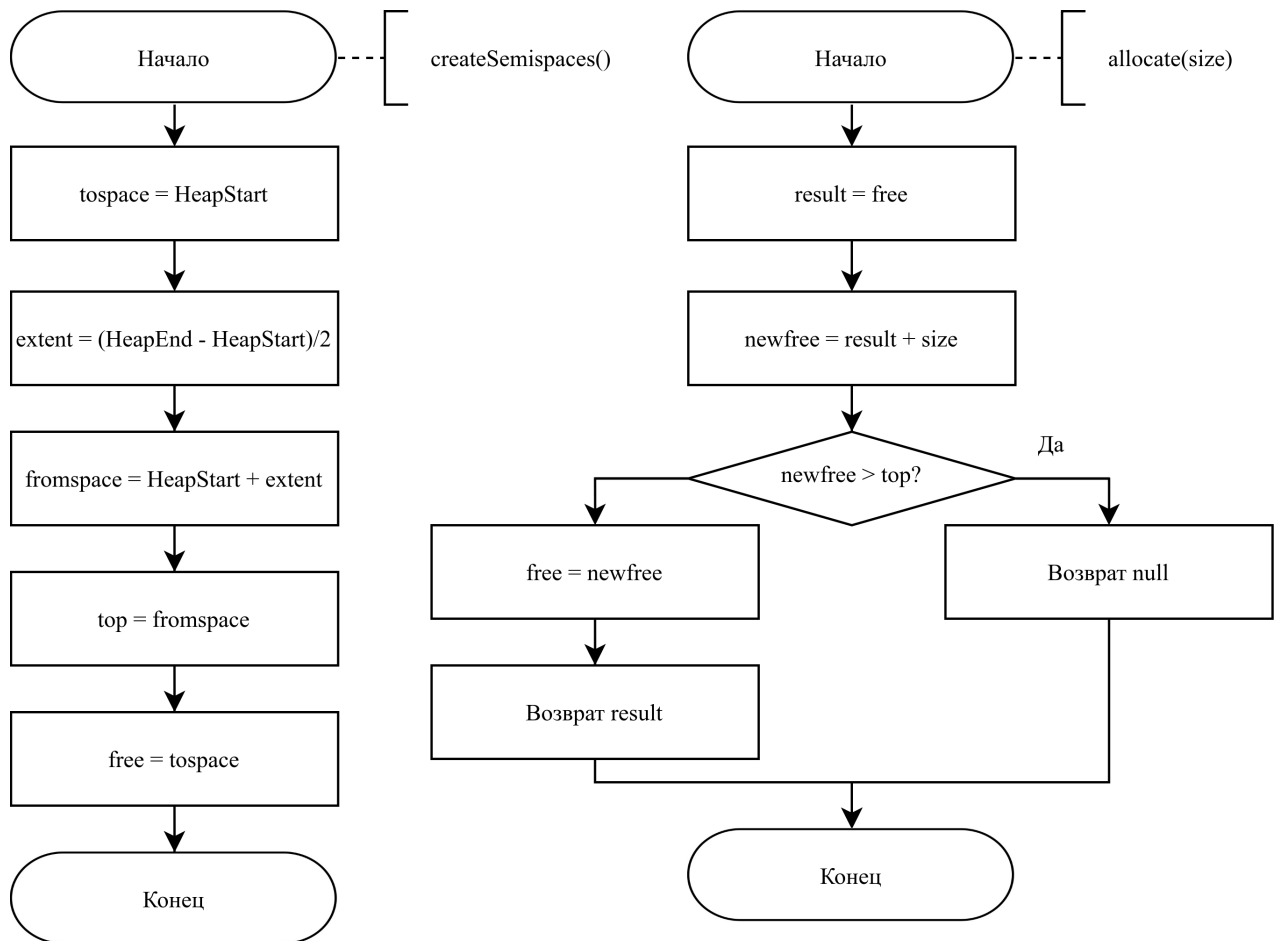 Начало
createSemispaces()
tospace = HeapStart
extent = (HeapEnd - HeapStart)/2
fromspace = HeapStart + extent
top = fromspace
free = tospace
Конец
Начало
allocate(size)
result = free
newfree = result + size
newfree > top?
Да
free = newfree
Возврат null
Возврат result
Конец